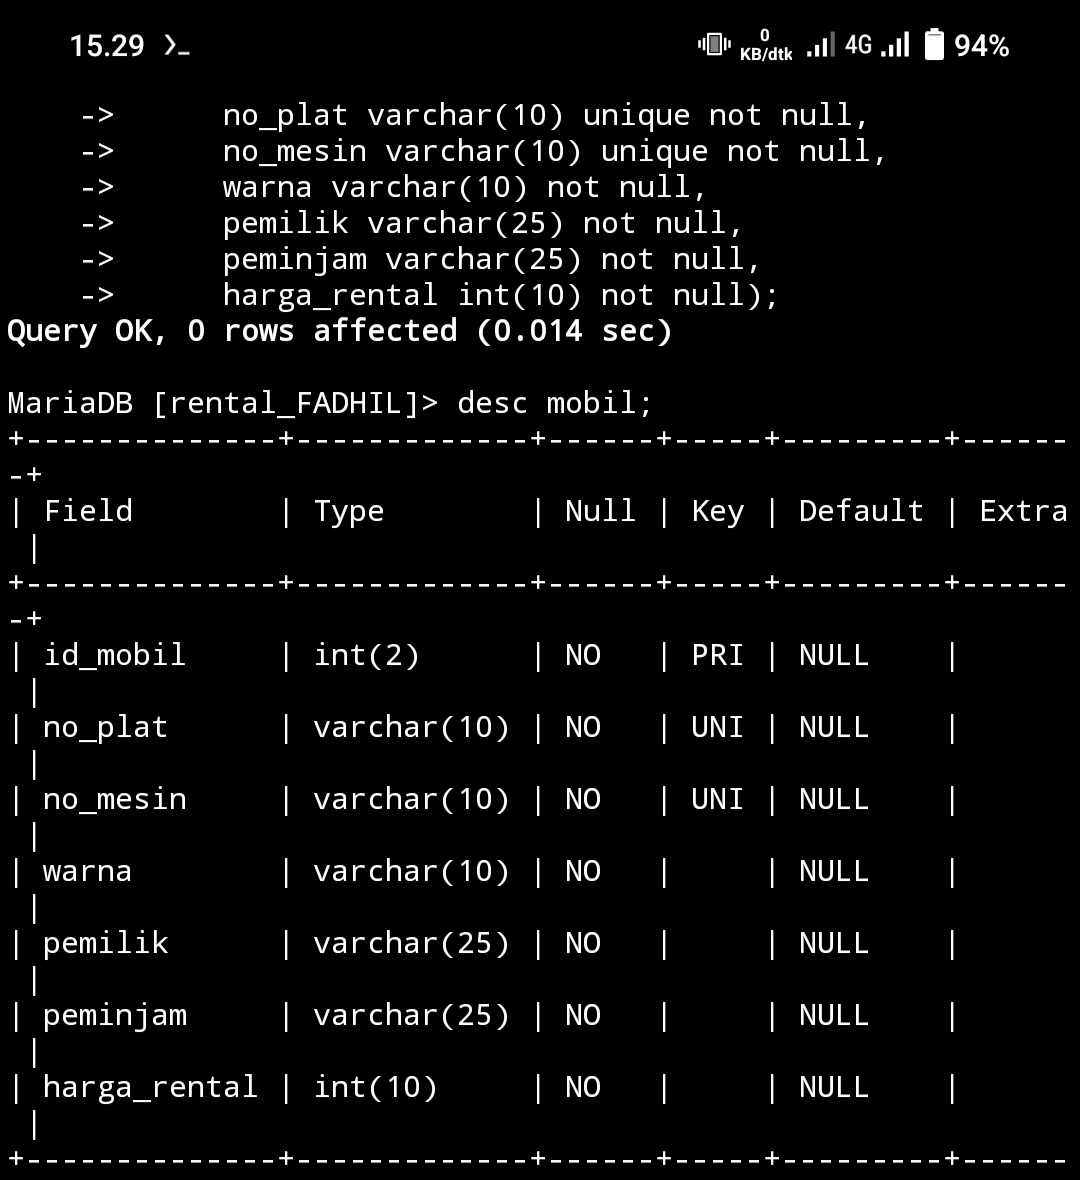 15.29 >_ 0 KB/dtk 4G 94%
    ->      no_plat varchar(10) unique not null,
    ->      no_mesin varchar(10) unique not null,
    ->      warna varchar(10) not null,
    ->      pemilik varchar(25) not null,
    ->      peminjam varchar(25) not null,
    ->      harga_rental int(10) not null);
Query OK, 0 rows affected (0.014 sec)
MariaDB [rental_FADHIL]> desc mobil;
+--------------+-------------+------+-----+---------+------
-+
| Field        | Type        | Null | Key | Default | Extra
 |
+--------------+-------------+------+-----+---------+------
-+
| id_mobil     | int(2)      | NO   | PRI | NULL    |
 |
| no_plat      | varchar(10) | NO   | UNI | NULL    |
 |
| no_mesin     | varchar(10) | NO   | UNI | NULL    |
 |
| warna        | varchar(10) | NO   |     | NULL    |
 |
| pemilik      | varchar(25) | NO   |     | NULL    |
 |
| peminjam     | varchar(25) | NO   |     | NULL    |
 |
| harga_rental | int(10)     | NO   |     | NULL    |
 |
+--------------+-------------+------+-----+---------+------